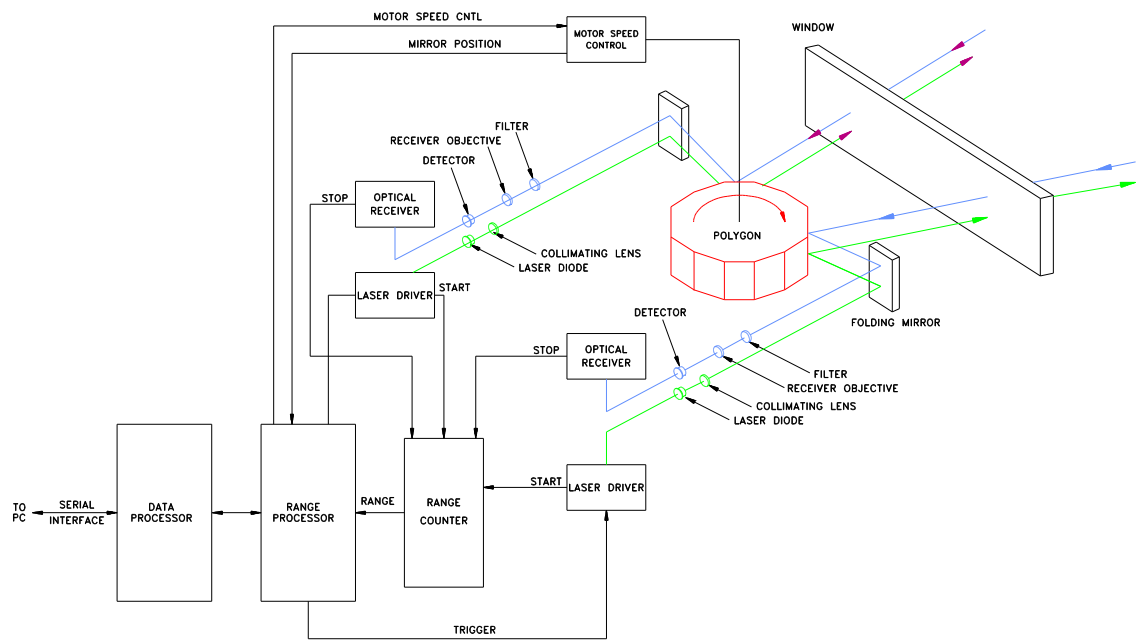 MOTOR SPEED CNTL
MIRROR POSITION
MOTOR SPEED
CONTROL
WINDOW
FILTER
RECEIVER OBJECTIVE
DETECTOR
STOP
OPTICAL
RECEIVER
POLYGON
COLLIMATING LENS
LASER DIODE
LASER DRIVER
START
FOLDING MIRROR
DETECTOR
STOP
OPTICAL
RECEIVER
FILTER
RECEIVER OBJECTIVE
COLLIMATING LENS
LASER DIODE
START
LASER DRIVER
TO
PC
SERIAL
INTERFACE
DATA
PROCESSOR
RANGE
PROCESSOR
RANGE
RANGE
COUNTER
TRIGGER